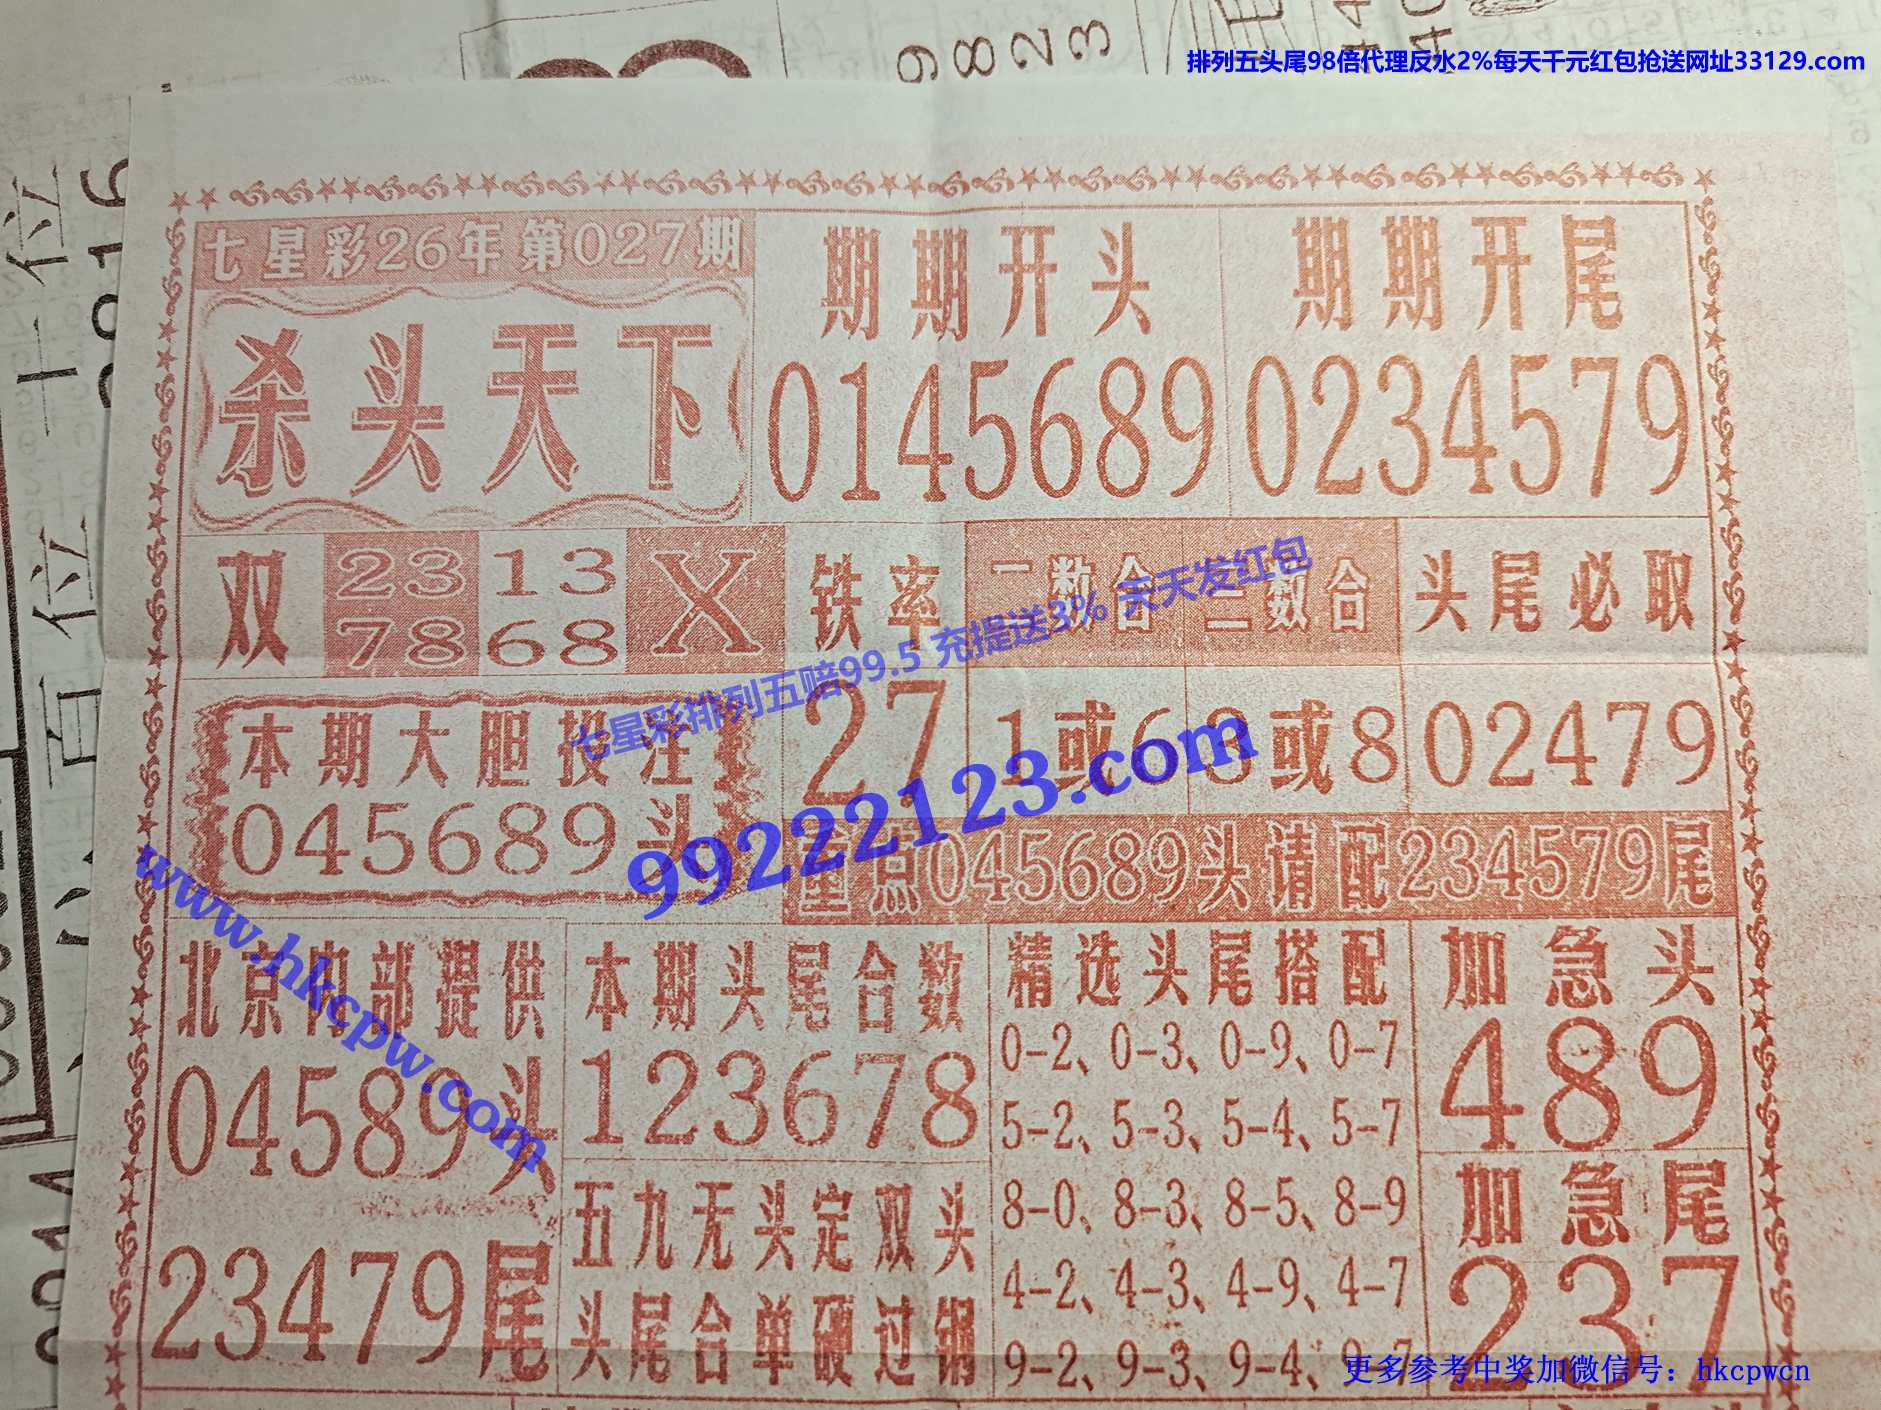 9823
排列五头尾98倍代理反水2%每天千元红包抢送网址33129.com
七星彩26年第027期
杀头天下
期期开头
0145689
期期开尾
0234579
双
23 13
78 68
X
铁率
27
二数合
1或6
三数合
3或8
头尾必取
02479
七星彩排列五赔99.5 充提送3% 天天发红包
本期大胆投注
045689头
99222123.com
重点045689头请配234579尾
www.hkcpw.com
北京内部提供
04589头
23479尾
本期头尾合数
123678
五九无头定双头
头尾合单硬过钢
精选头尾搭配
0-2、0-3、0-9、0-7
5-2、5-3、5-4、5-7
8-0、8-3、8-5、8-9
4-2、4-3、4-9、4-7
9-2、9-3、9-4、9-7
加急头
489
加急尾
237
更多参考中奖加微信号：hkcpwcn
十位
百位